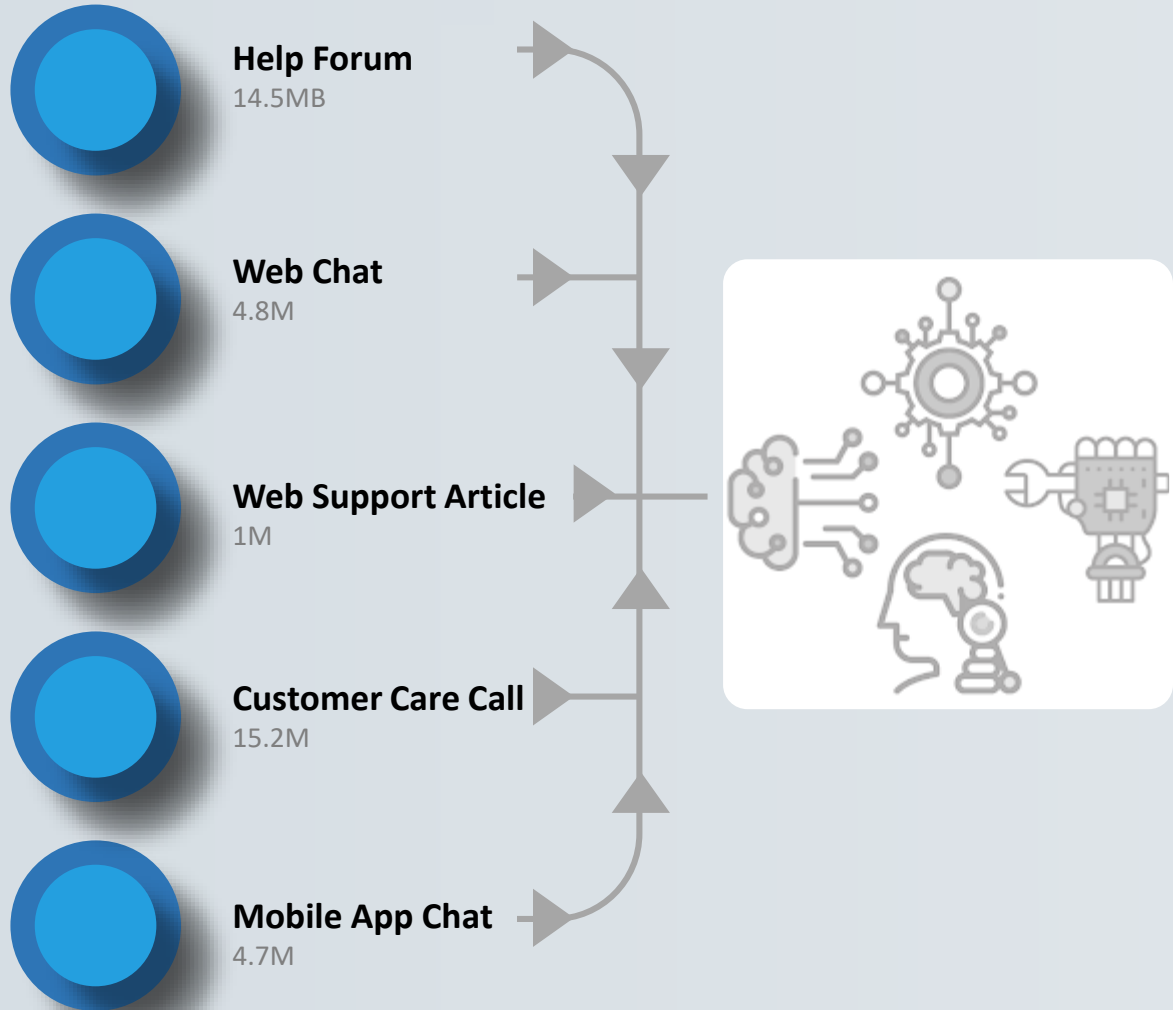 Help Forum
14.5MB
Web Chat
4.8M
Web Support Article
1M
Customer Care Call
15.2M
Mobile App Chat
4.7M